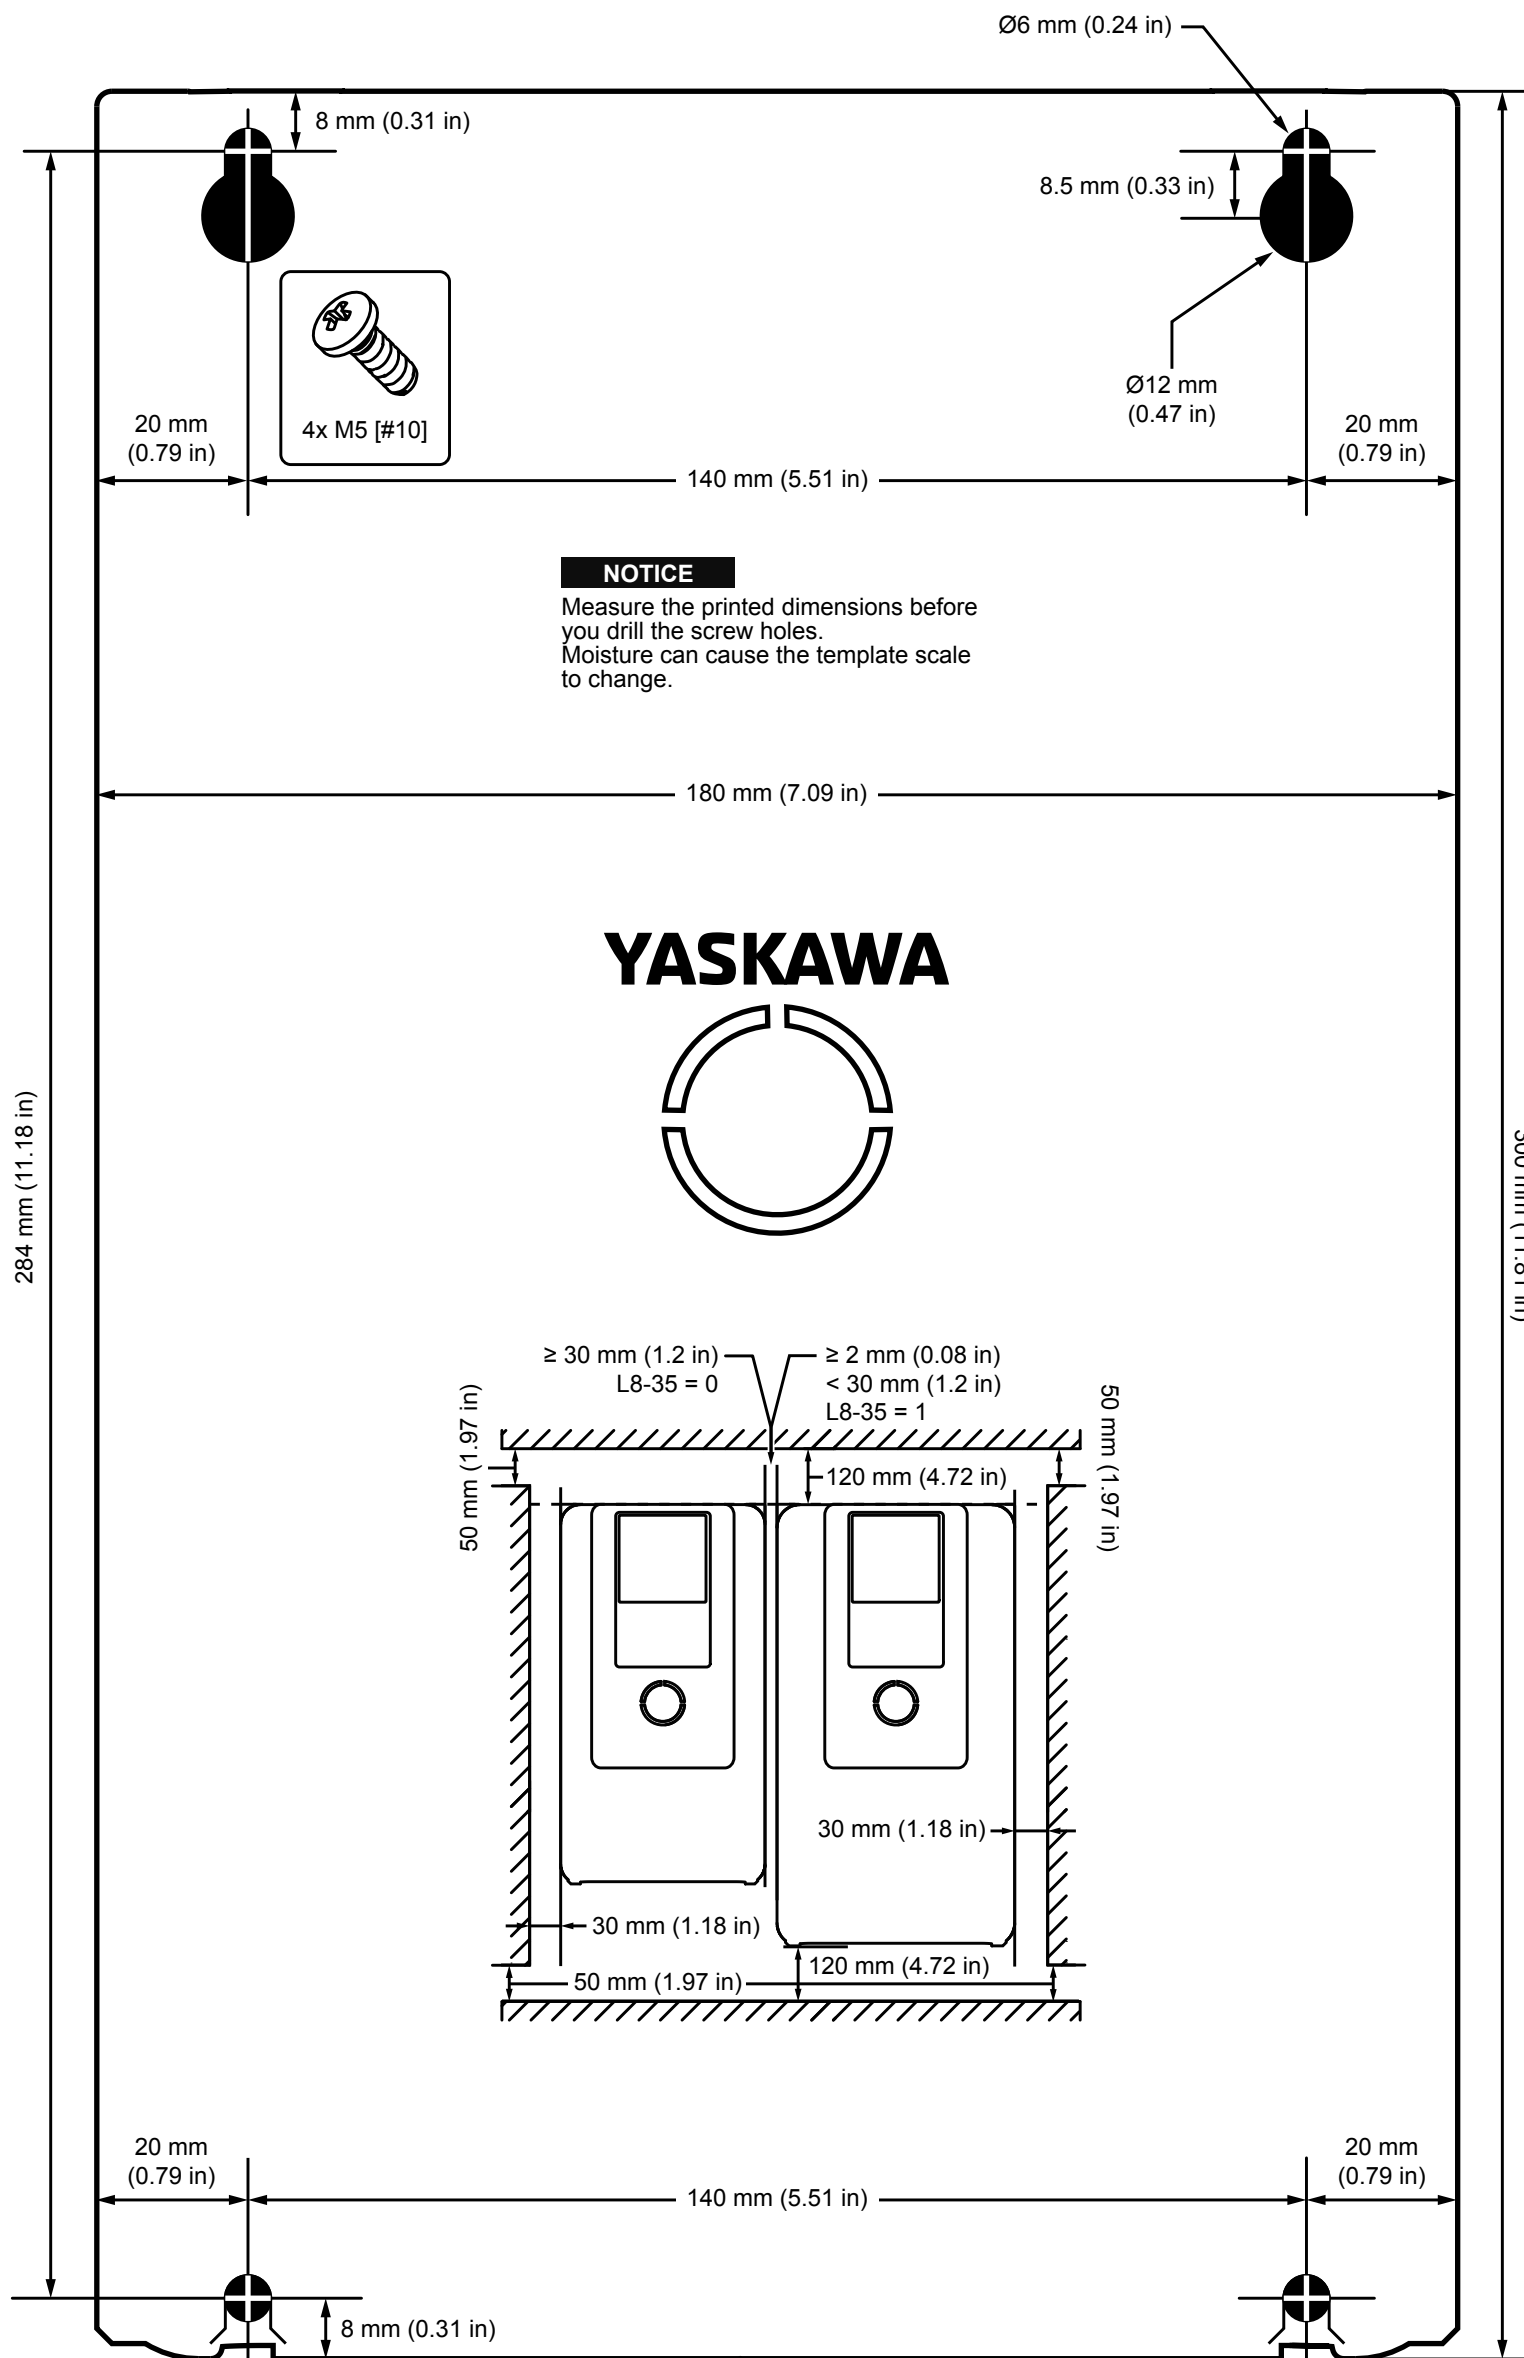 Ø6 mm (0.24 in)
8 mm (0.31 in)
8.5 mm (0.33 in)
Ø12 mm
(0.47 in)
4x M5 [#10]
20 mm
(0.79 in)
20 mm
(0.79 in)
140 mm (5.51 in)
NOTICE
Measure the printed dimensions before
you drill the screw holes.
Moisture can cause the template scale
to change.
180 mm (7.09 in)
YASKAWA
284 mm (11.18 in)
300 mm (11.81 in)
≥ 30 mm (1.2 in)
L8-35 = 0
≥ 2 mm (0.08 in)
< 30 mm (1.2 in)
L8-35 = 1
50 mm (1.97 in)
50 mm (1.97 in)
120 mm (4.72 in)
30 mm (1.18 in)
30 mm (1.18 in)
120 mm (4.72 in)
50 mm (1.97 in)
20 mm
(0.79 in)
20 mm
(0.79 in)
140 mm (5.51 in)
8 mm (0.31 in)